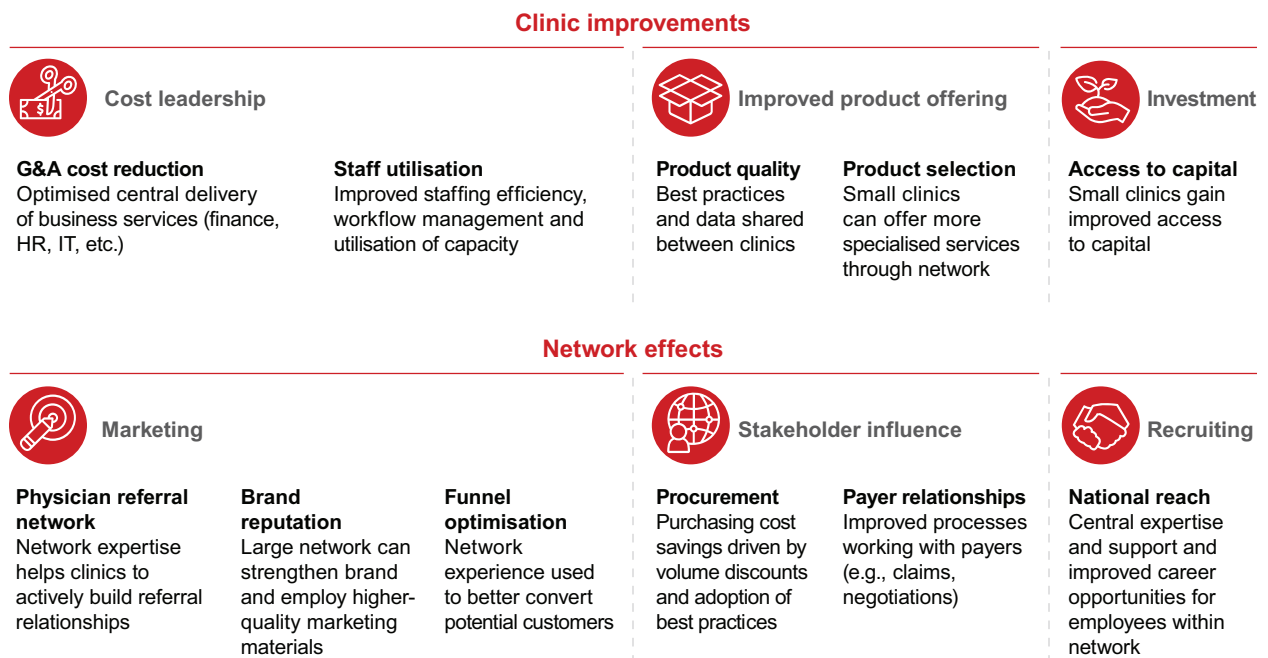 Clinic improvements
Cost leadership
G&A cost reduction
Optimised central delivery
of business services (finance,
HR, IT, etc.)
Staff utilisation
Improved staffing efficiency,
workflow management and
utilisation of capacity
Improved product offering
Product quality
Best practices
and data shared
between clinics
Product selection
Small clinics
can offer more
specialised services
through network
Investment
Access to capital
Small clinics gain
improved access
to capital
Network effects
Marketing
Physician referral
network
Network expertise
helps clinics to
actively build referral
relationships
Brand
reputation
Large network can
strengthen brand
and employ higher-
quality marketing
materials
Funnel
optimisation
Network
experience used
to better convert
potential customers
Stakeholder influence
Procurement
Purchasing cost
savings driven by
volume discounts
and adoption of
best practices
Payer relationships
Improved processes
working with payers
(e.g., claims,
negotiations)
Recruiting
National reach
Central expertise
and support and
improved career
opportunities for
employees within
network